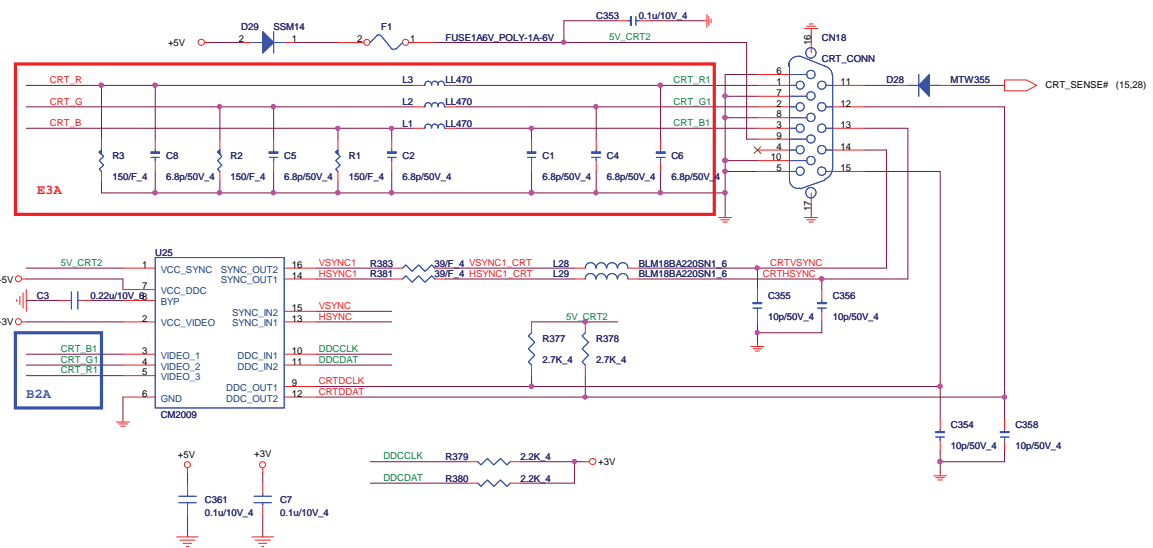 C353 0.1u/10V_4
D29 SSM14 F1 16 CN18
+5V 2 1 2 1 FUSE1A6V_POLY-1A-6V 5V_CRT2
CRT_CONN
CRT_R L3 LL470 CRT_R1 6 1 11 D28 MTW355 CRT_SENSE# (15,28)
7
CRT_G L2 LL470 CRT_G1 2 12
8
CRT_B L1 LL470 CRT_B1 3 13
9
4 14
R3 C8 R2 C5 R1 C2 C1 C4 C6 10
150/F_4 6.8p/50V_4 150/F_4 6.8p/50V_4 150/F_4 6.8p/50V_4 6.8p/50V_4 6.8p/50V_4 6.8p/50V_4 5 15
E3A
17
U25
5V_CRT2 1 VCC_SYNC SYNC_OUT2 16 VSYNC1 R383 39/F_4 VSYNC1_CRT L28 BLM18BA220SN1_6 CRTVSYNC
SYNC_OUT1 14 HSYNC1 R381 39/F_4 HSYNC1_CRT L29 BLM18BA220SN1_6 CRTHSYNC
+5V 7 VCC_DDC
C3 0.22u/10V_6 8 BYP
C355 C356
SYNC_IN2 15 VSYNC
10p/50V_4 10p/50V_4
+3V 2 VCC_VIDEO SYNC_IN1 13 HSYNC
5V_CRT2
R377 R378
CRT_B1 3 VIDEO_1 DDC_IN1 10 DDCCLK
2.7K_4 2.7K_4
CRT_G1 4 VIDEO_2 DDC_IN2 11 DDCDAT
CRT_R1 5 VIDEO_3
DDC_OUT1 9 CRTDCLK
B2A
6 GND DDC_OUT2 12 CRTDDAT
CM2009
C354 C358
10p/50V_4 10p/50V_4
+5V +3V
DDCCLK R379 2.2K_4 +3V
DDCDAT R380 2.2K_4
C361 C7
0.1u/10V_4 0.1u/10V_4